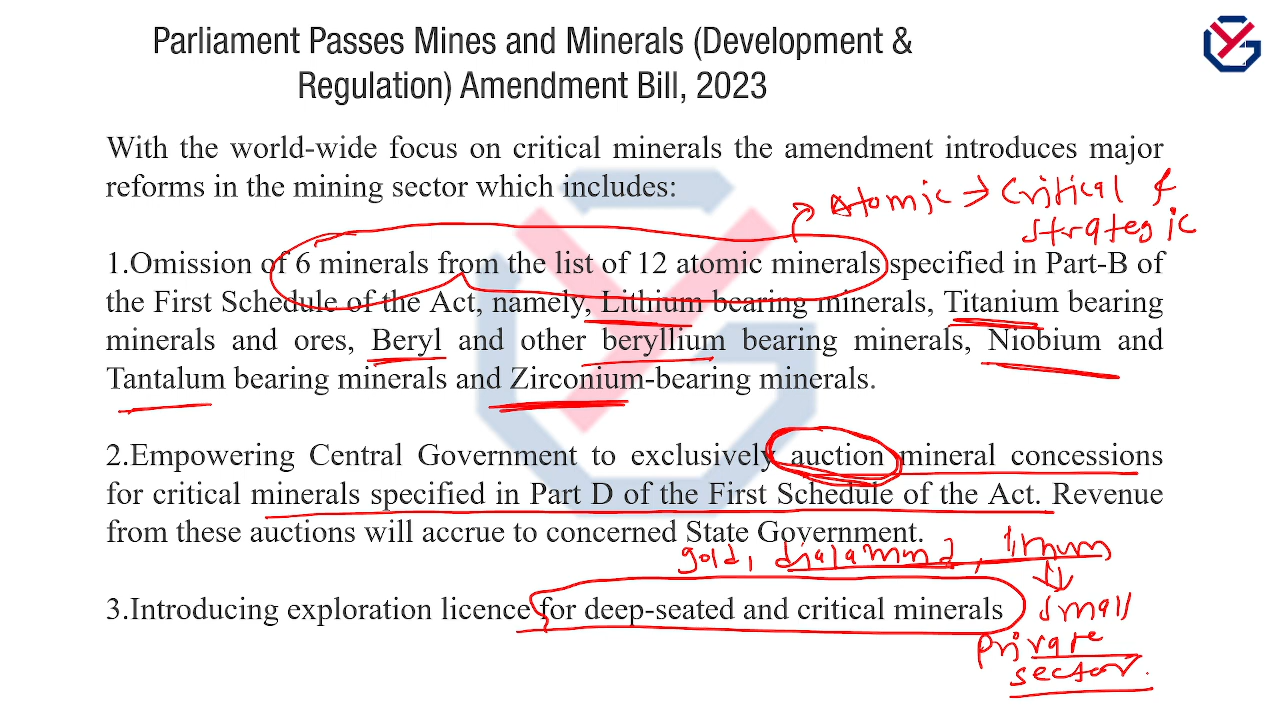 Parliament Passes Mines and Minerals (Development &
Regulation) Amendment Bill, 2023
With the world-wide focus on critical minerals the amendment introduces major
reforms in the mining sector which includes:
Atomic → Critical &
strategic
1.Omission of 6 minerals from the list of 12 atomic minerals specified in Part-B of
the First Schedule of the Act, namely, Lithium bearing minerals, Titanium bearing
minerals and ores, Beryl and other beryllium bearing minerals, Niobium and
Tantalum bearing minerals and Zirconium-bearing minerals.
2.Empowering Central Government to exclusively auction mineral concessions
for critical minerals specified in Part D of the First Schedule of the Act. Revenue
from these auctions will accrue to concerned State Government.
gold,
3.Introducing exploration licence for deep-seated and critical minerals
small
private
sector.